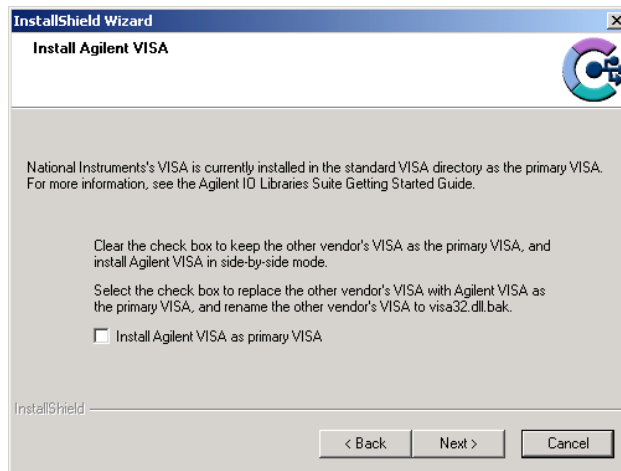 InstallShield Wizard
Install Agilent VISA
National Instruments's VISA is currently installed in the standard VISA directory as the primary VISA.
For more information, see the Agilent IO Libraries Suite Getting Started Guide.
Clear the check box to keep the other vendor's VISA as the primary VISA, and
install Agilent VISA in side-by-side mode.
Select the check box to replace the other vendor's VISA with Agilent VISA as
the primary VISA, and rename the other vendor's VISA to visa32.dll.bak.
Install Agilent VISA as primary VISA
InstallShield
< Back Next > Cancel